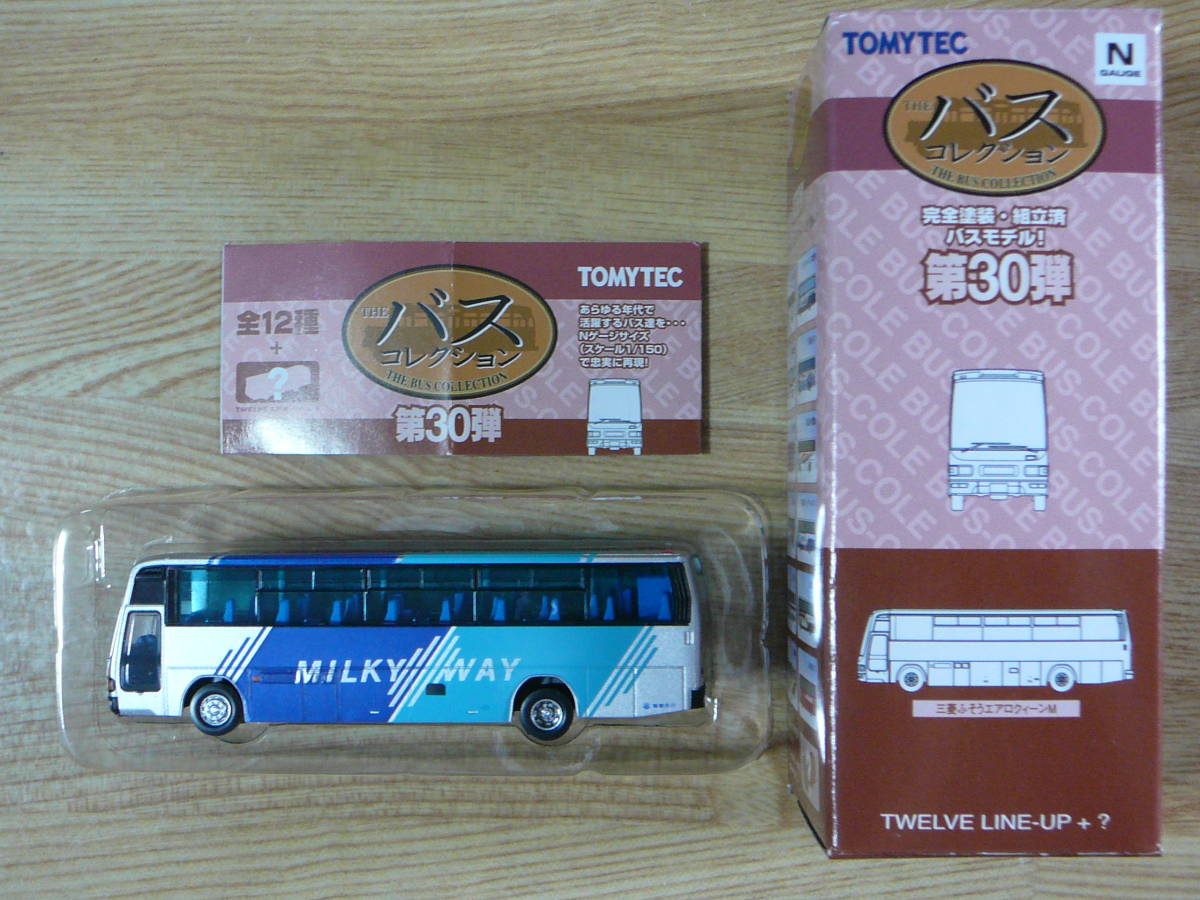 TOMYTEC
N
GAUGE
THE
バス
コレクション
THE BUS COLLECTION
完全塗装・組立済
バスモデル!
第30弾
BUS-COLE BUS-COLE
三菱ふそうエアロクィーンM
TWELVE LINE-UP + ?
全12種
+
?
THE
バス
コレクション
THE BUS COLLECTION
第30弾
TOMYTEC
あらゆる年代で
活躍するバス達を・・・
Nゲージサイズ
(スケール1/150)
で忠実に再現!
MILKY WAY